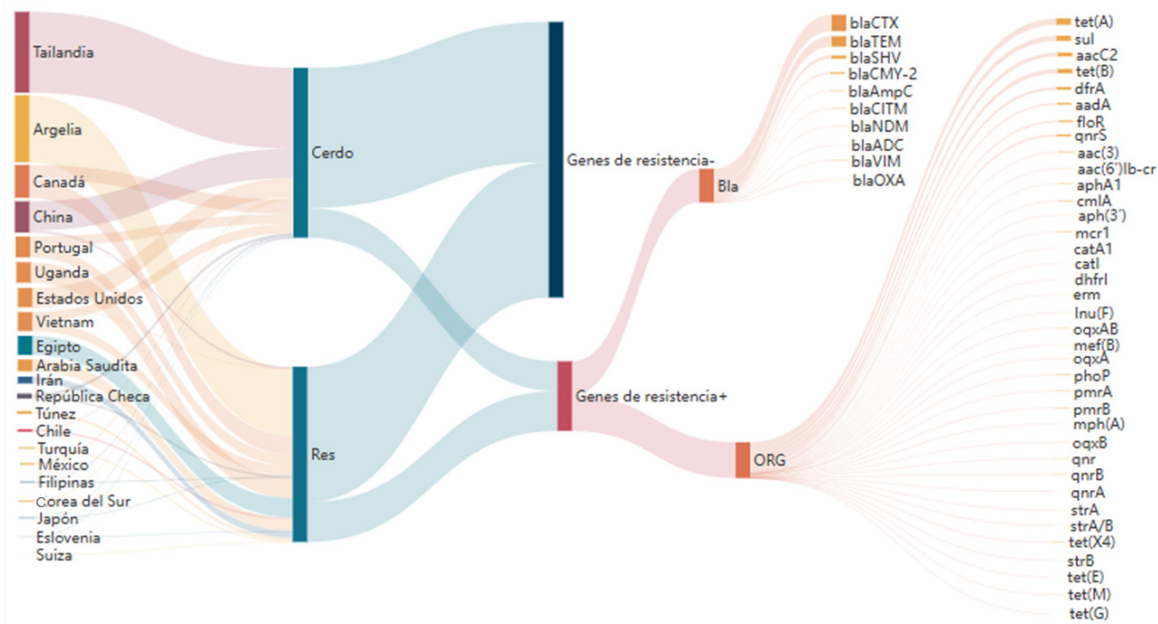 Tailandia
Argelia
Canadá
China
Portugal
Uganda
Estados Unidos
Vietnam
Egipto
Arabia Saudita
Irán
República Checa
Túnez
Chile
Turquía
México
Filipinas
Corea del Sur
Japón
Eslovenia
Suiza
Cerdo
Res
Genes de resistencia-
Genes de resistencia+
Bla
ORG
blaCTX
blaTEM
blaSHV
blaCMY-2
blaAmpC
blaCITM
blaNDM
blaADC
blaVIM
blaOXA
tet(A)
sul
aacC2
tet(B)
dfrA
aadA
floR
qnrS
aac(3)
aac(6')lb-cr
aphA1
cmlA
aph(3')
mcr1
catA1
catI
dhfrI
erm
lnu(F)
oqxAB
mef(B)
oqxA
phoP
pmrA
pmrB
mph(A)
oqxB
qnr
qnrB
qnrA
strA
strA/B
tet(X4)
strB
tet(E)
tet(M)
tet(G)